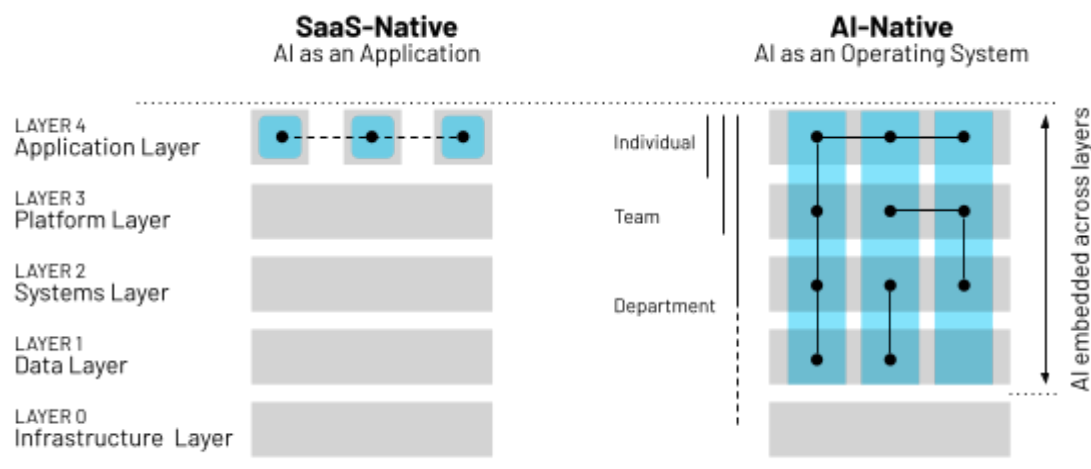 SaaS-Native
AI as an Application
AI-Native
AI as an Operating System
LAYER 4
Application Layer
LAYER 3
Platform Layer
LAYER 2
Systems Layer
LAYER 1
Data Layer
LAYER 0
Infrastructure Layer
Individual
Team
Department
AI embedded across layers